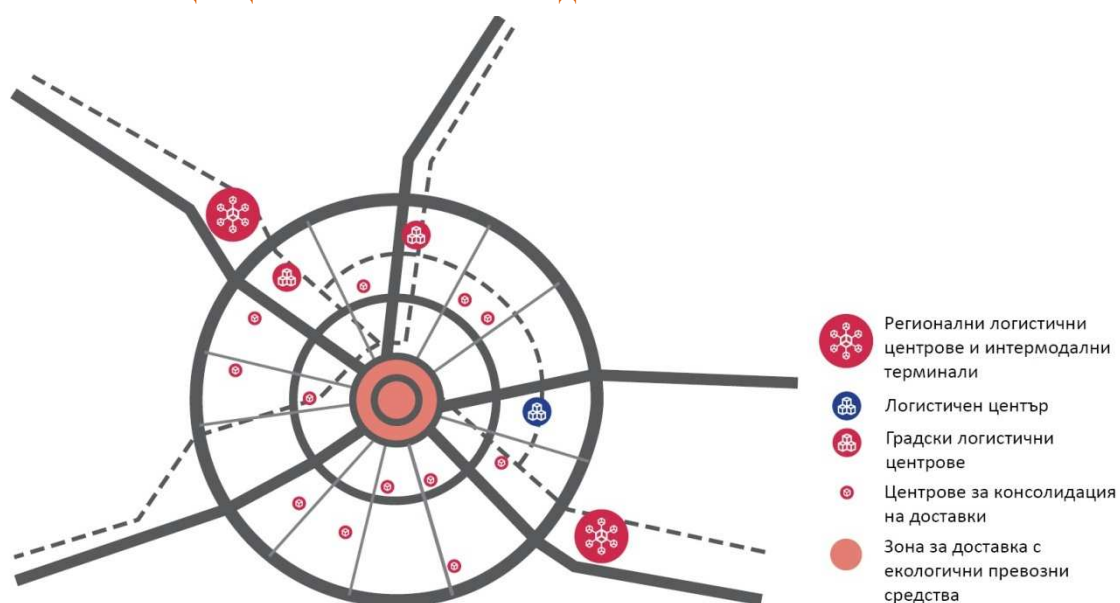 Регионални логистични
центрове и интермодални
терминали
Логистичен център
Градски логистични
центрове
Центрове за консолидация
на доставки
Зона за доставка с
екологични превозни
средства